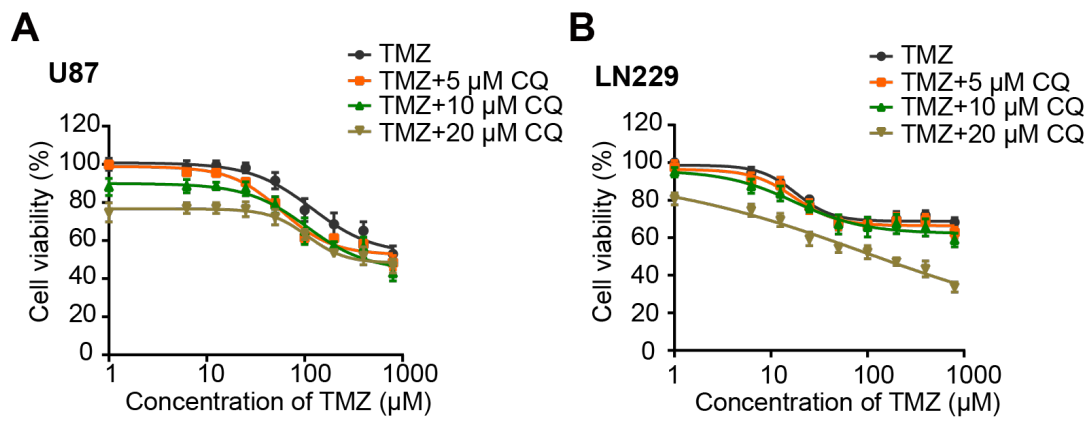 A
U87
TMZ
TMZ+5 µM CQ
TMZ+10 µM CQ
TMZ+20 µM CQ
Cell viability (%)
120
100
80
60
40
20
0
1
10
100
1000
Concentration of TMZ (µM)
B
LN229
TMZ
TMZ+5 µM CQ
TMZ+10 µM CQ
TMZ+20 µM CQ
Cell viability (%)
120
100
80
60
40
20
0
1
10
100
1000
Concentration of TMZ (µM)